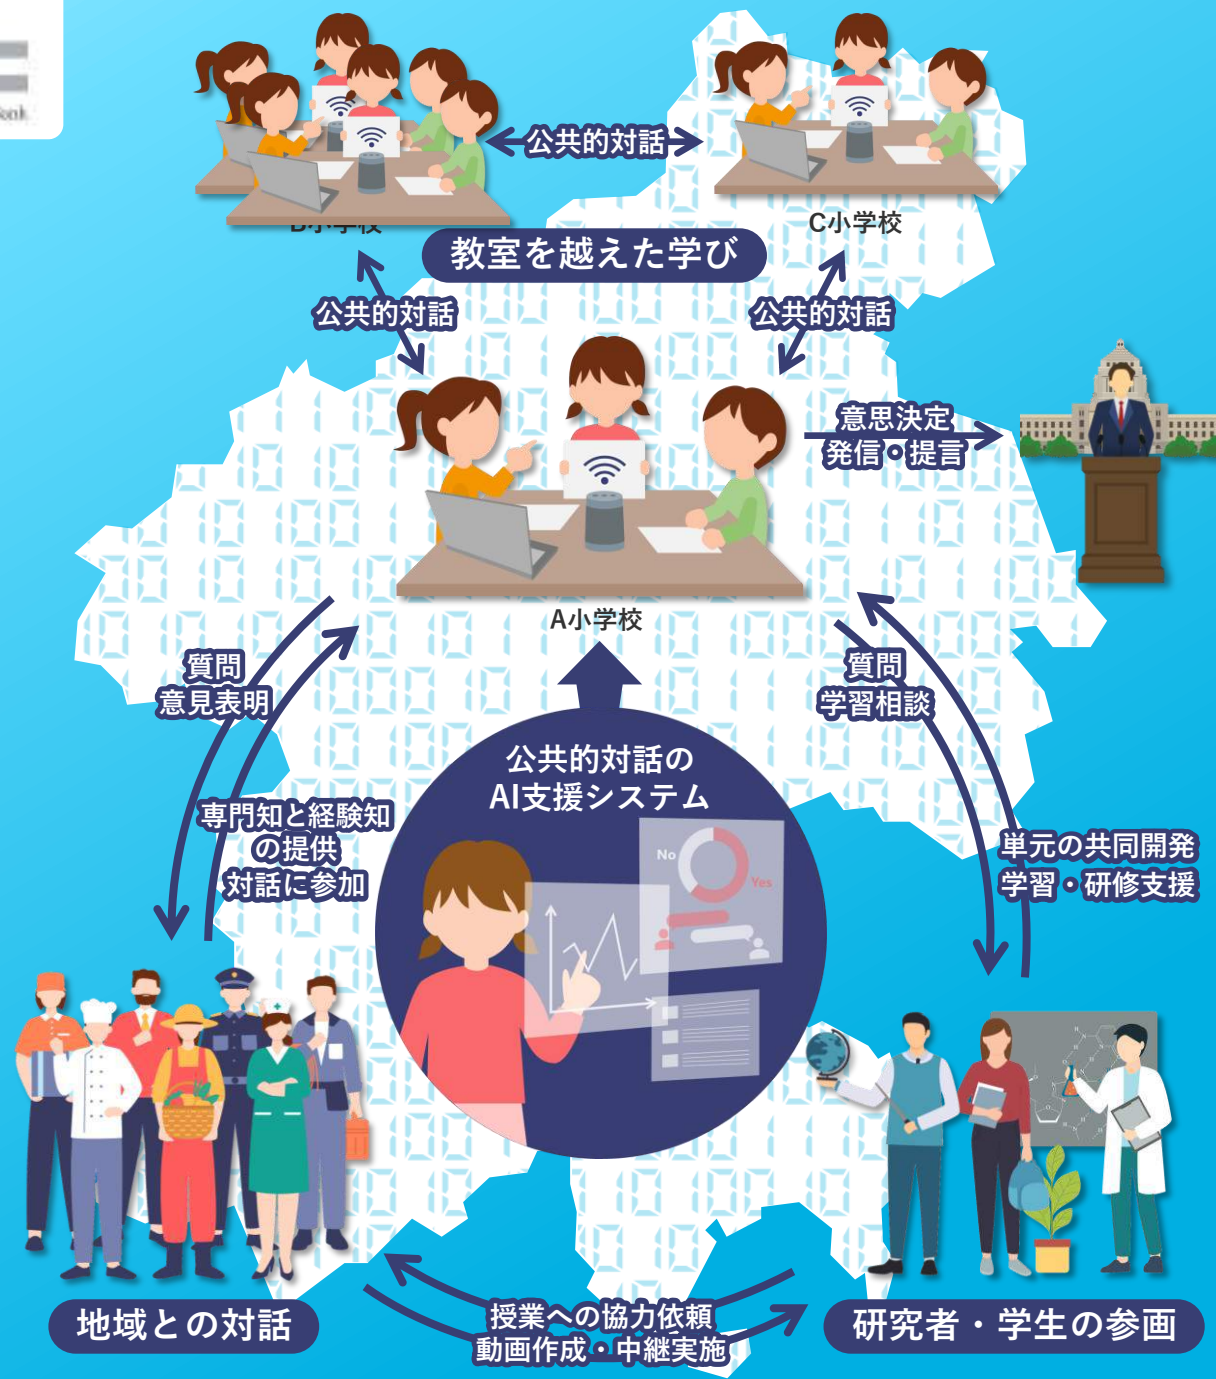 公共的対話
B小学校
C小学校
教室を越えた学び
公共的対話
公共的対話
意思決定
発信・提言
A小学校
質問
意見表明
質問
学習相談
公共的対話の
AI支援システム
No
Yes
専門知と経験知
の提供
対話に参加
単元の共同開発
学習・研修支援
授業への協力依頼
動画作成・中継実施
地域との対話
研究者・学生の参画